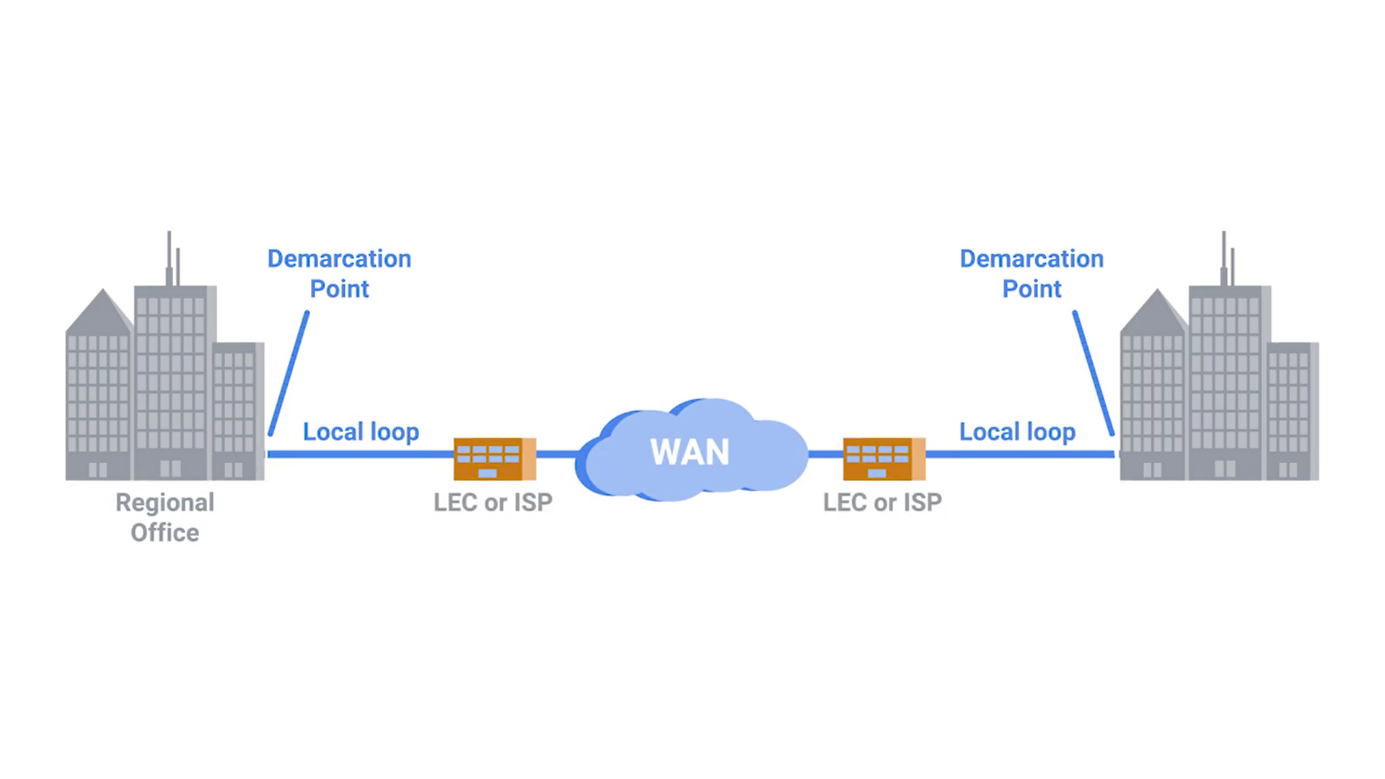 Demarcation
Point
Demarcation
Point
Local loop
WAN
Local loop
Regional
Office
LEC or ISP
LEC or ISP